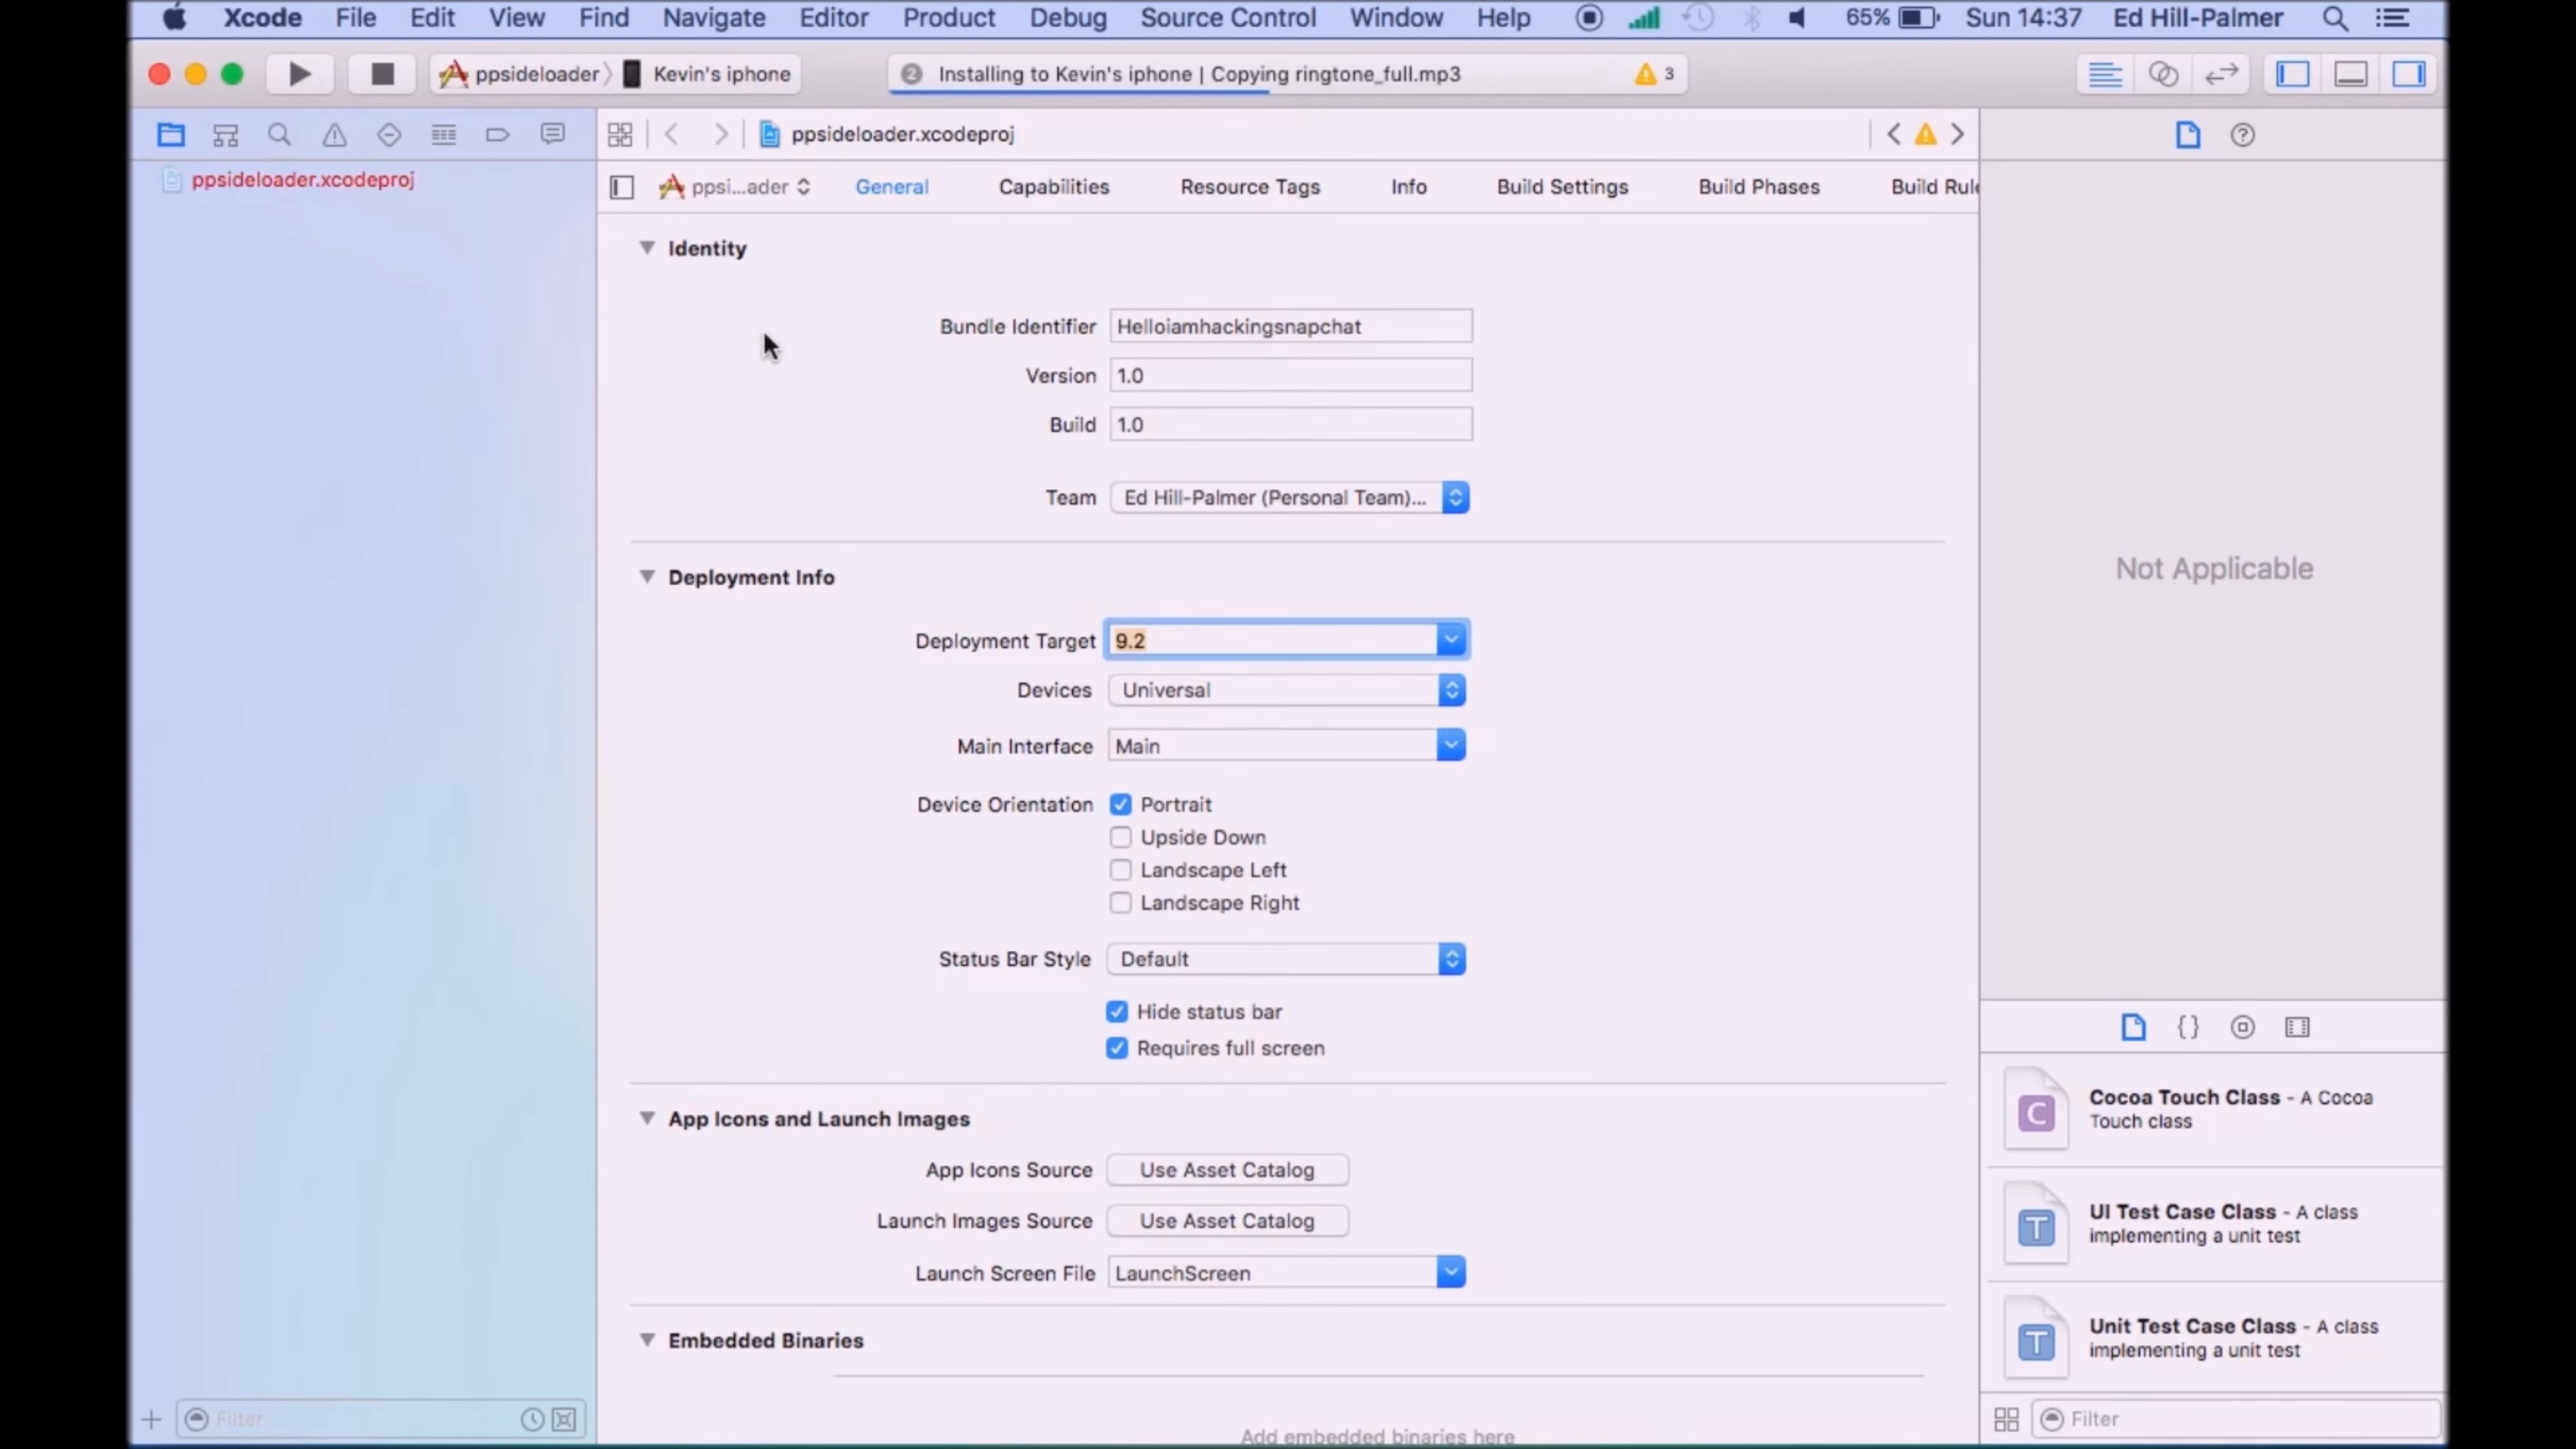 Xcode File Edit View Find Navigate Editor Product Debug Source Control Window Help 65% Sun 14:37 Ed Hill-Palmer
ppsideloader Kevin's iphone 2 Installing to Kevin's iphone | Copying ringtone_full.mp3 3
ppsideloader.xcodeproj
ppsideloader.xcodeproj
ppsi...ader General Capabilities Resource Tags Info Build Settings Build Phases Build Rul
Identity
Bundle Identifier Helloiamhackingsnapchat
Version 1.0
Build 1.0
Team Ed Hill-Palmer (Personal Team)...
Deployment Info
Deployment Target 9.2
Devices Universal
Main Interface Main
Device Orientation Portrait
Upside Down
Landscape Left
Landscape Right
Status Bar Style Default
Hide status bar
Requires full screen
App Icons and Launch Images
App Icons Source Use Asset Catalog
Launch Images Source Use Asset Catalog
Launch Screen File LaunchScreen
Embedded Binaries
Add embedded binaries here
Filter
Not Applicable
{}
C Cocoa Touch Class - A Cocoa
Touch class
T UI Test Case Class - A class
implementing a unit test
T Unit Test Case Class - A class
implementing a unit test
Filter